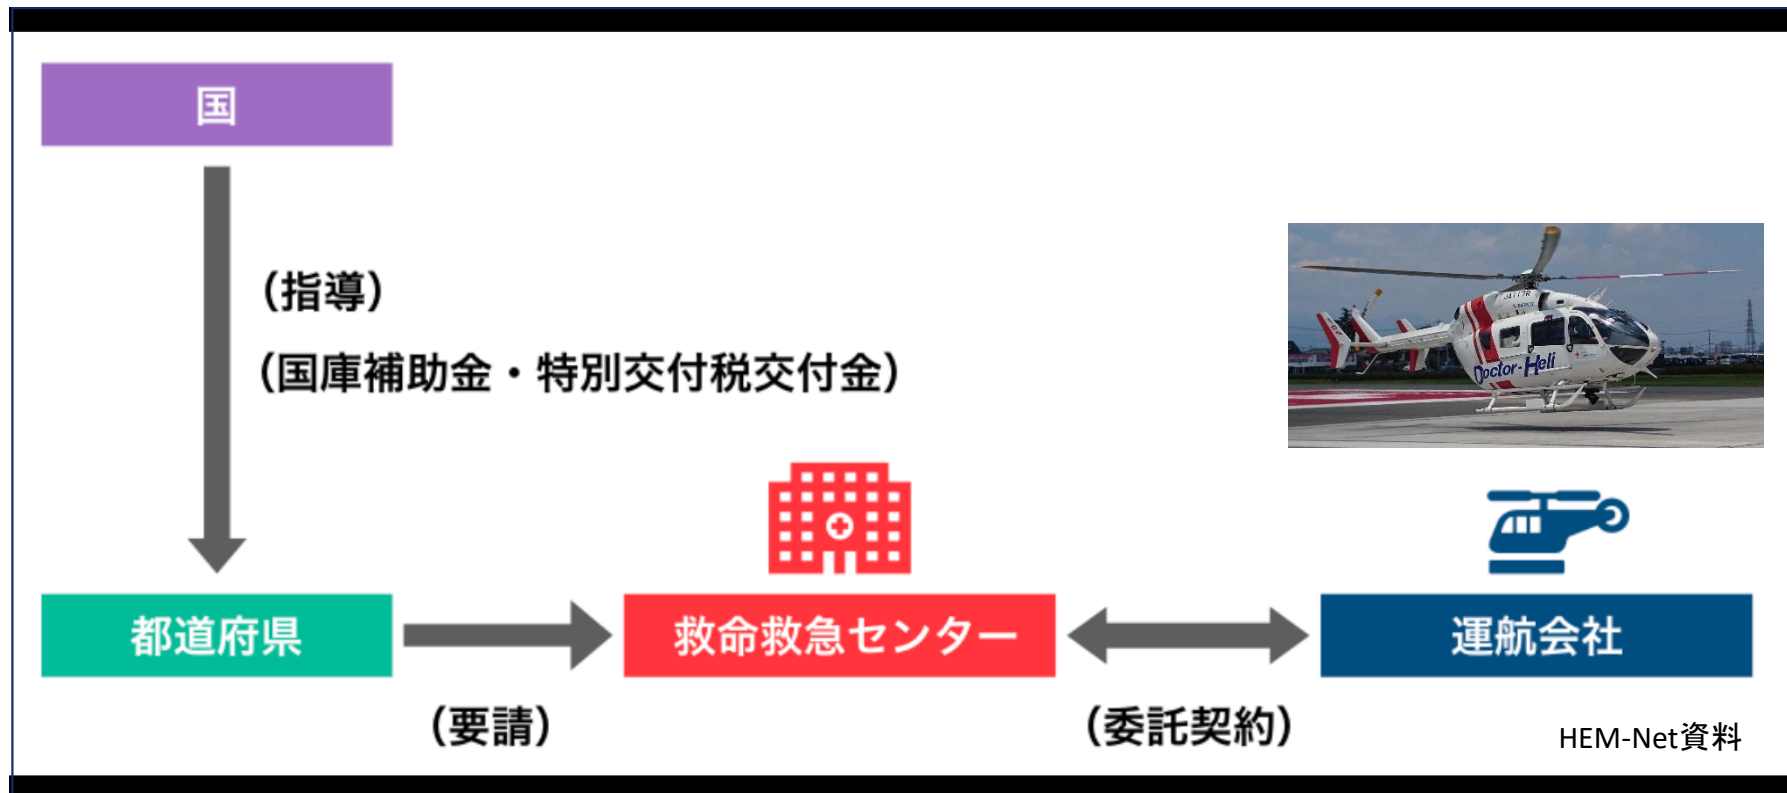 国
（指導）
（国庫補助金・特別交付税交付金）
JA117R
Doctor-Heli
都道府県
救命救急センター
運航会社
（要請）
（委託契約）
HEM-Net資料